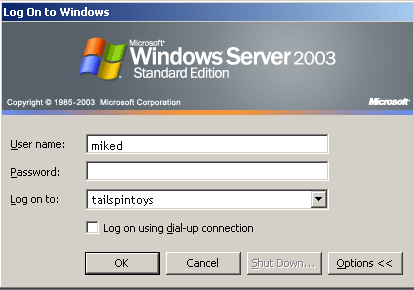 Log On to Windows
Microsoft®
Windows Server 2003
Standard Edition
Copyright © 1985-2003 Microsoft Corporation
Microsoft
User name: miked
Password:
Log on to: tailspintoys
Log on using dial-up connection
OK Cancel Shut Down... Options <<